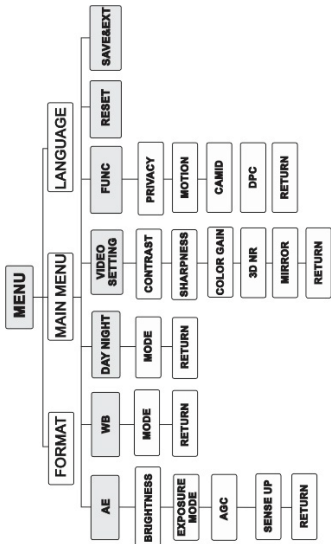 MENU
FORMAT
MAIN MENU
LANGUAGE
AE
WB
DAY NIGHT
VIDEO
SETTING
FUNC
RESET
SAVE&EXT
BRIGHTNESS
EXPOSURE
MODE
AGC
SENSE UP
RETURN
MODE
RETURN
MODE
RETURN
CONTRAST
SHARPNESS
COLOR GAIN
3D NR
MIRROR
RETURN
PRIVACY
MOTION
CAMID
DPC
RETURN